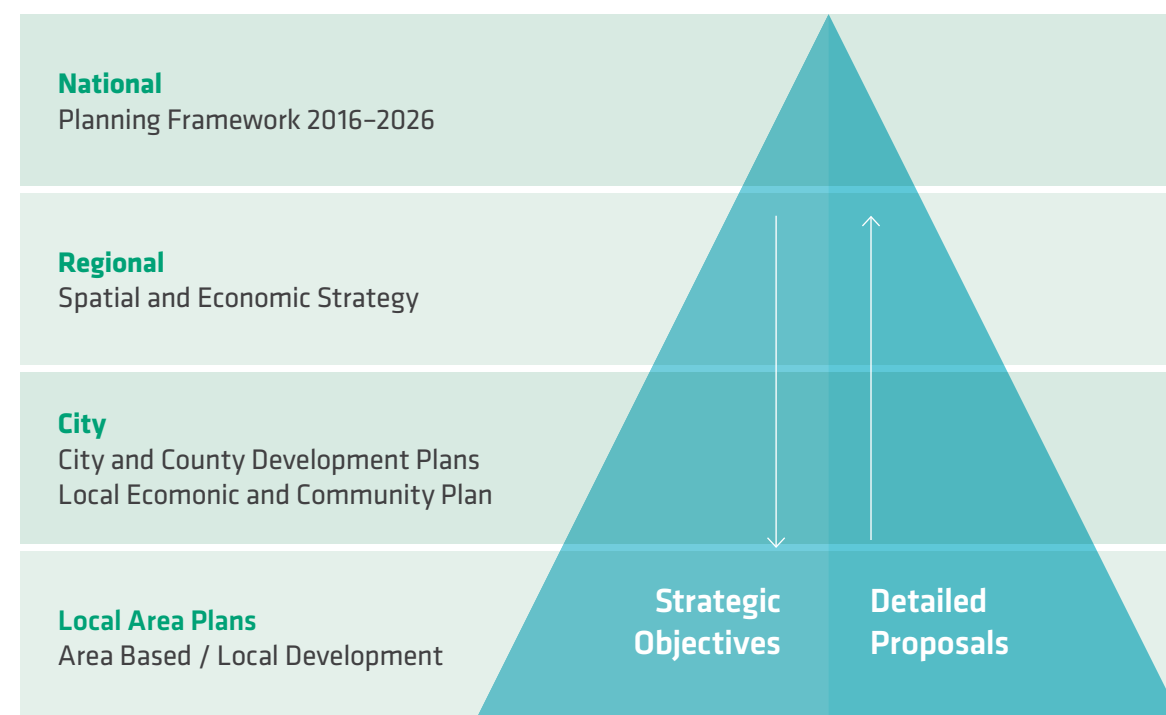 National
Planning Framework 2016–2026
Regional
Spatial and Economic Strategy
City
City and County Development Plans
Local Ecomonic and Community Plan
Local Area Plans
Area Based / Local Development
Strategic
Objectives
Detailed
Proposals